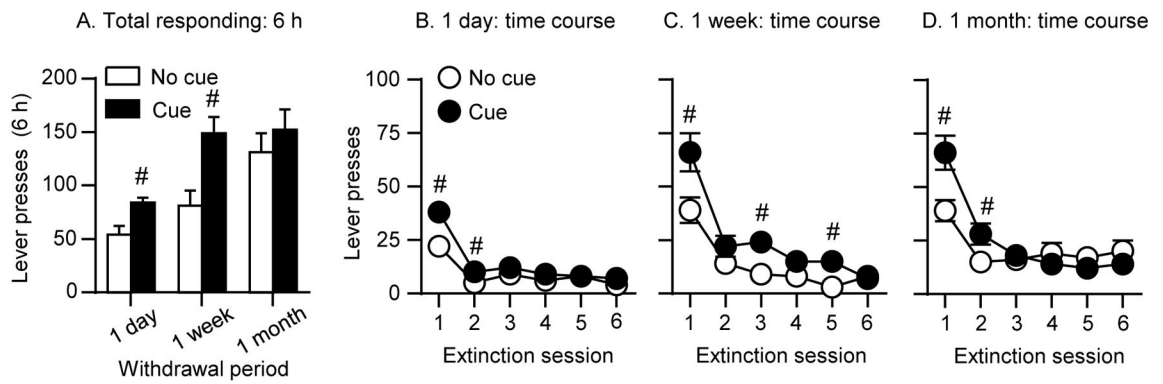 A. Total responding: 6 h
B. 1 day: time course
C. 1 week: time course
D. 1 month: time course
Lever presses (6 h)
200
150
100
50
0
No cue
Cue
#
#
1 day
1 week
1 month
Withdrawal period
Lever presses
100
75
50
25
0
No cue
Cue
#
#
1 2 3 4 5 6
Extinction session
#
#
#
1 2 3 4 5 6
Extinction session
#
#
1 2 3 4 5 6
Extinction session